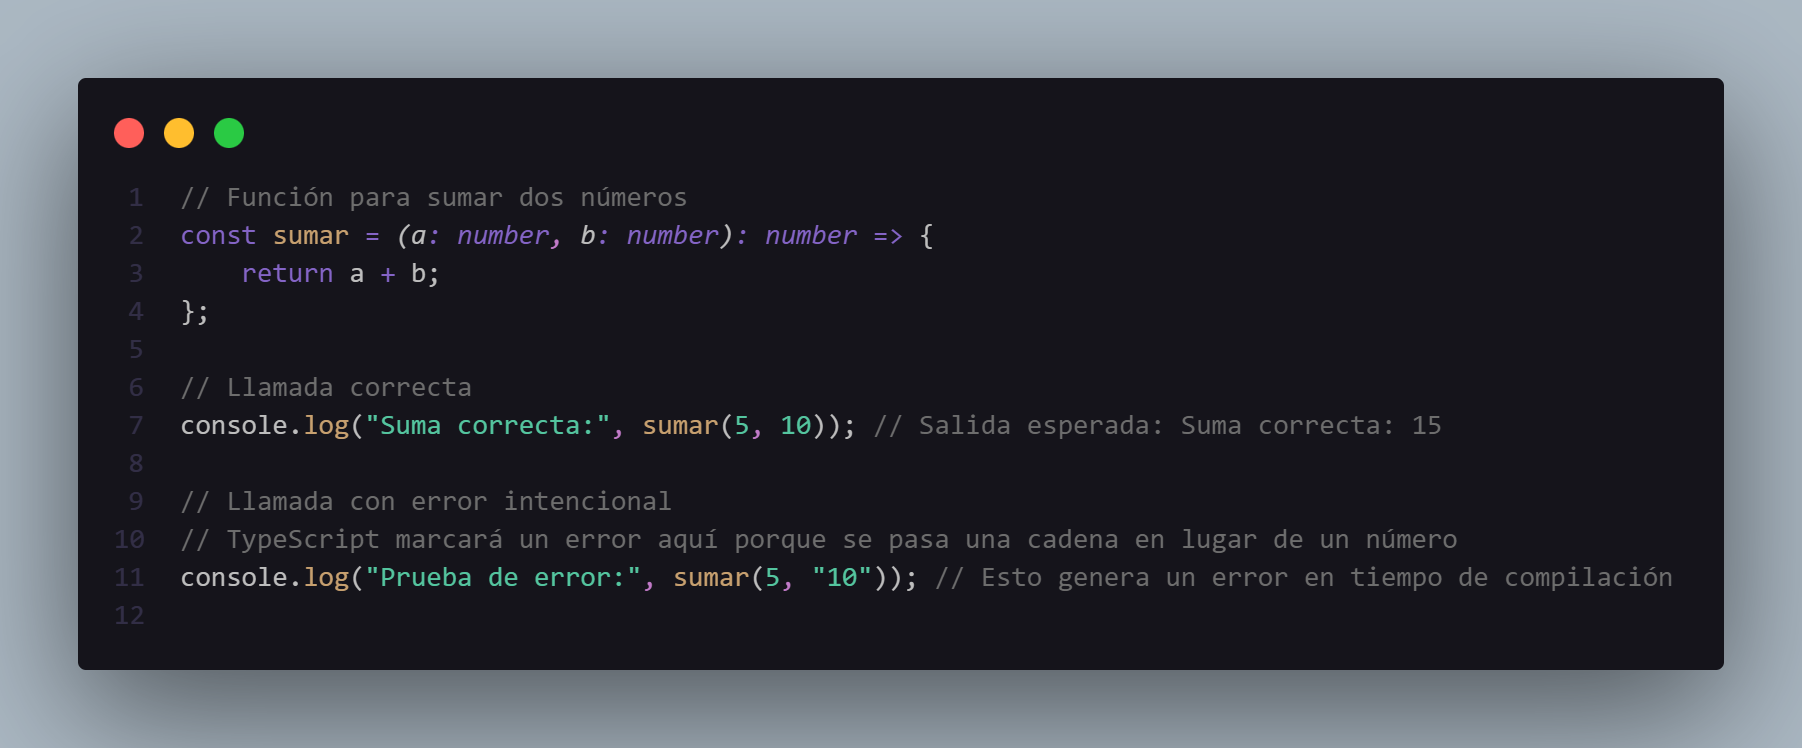 1 // Función para sumar dos números
2 const sumar = (a: number, b: number): number => {
3     return a + b;
4 };
5
6 // Llamada correcta
7 console.log("Suma correcta:", sumar(5, 10)); // Salida esperada: Suma correcta: 15
8
9 // Llamada con error intencional
10 // TypeScript marcará un error aquí porque se pasa una cadena en lugar de un número
11 console.log("Prueba de error:", sumar(5, "10")); // Esto genera un error en tiempo de compilación
12